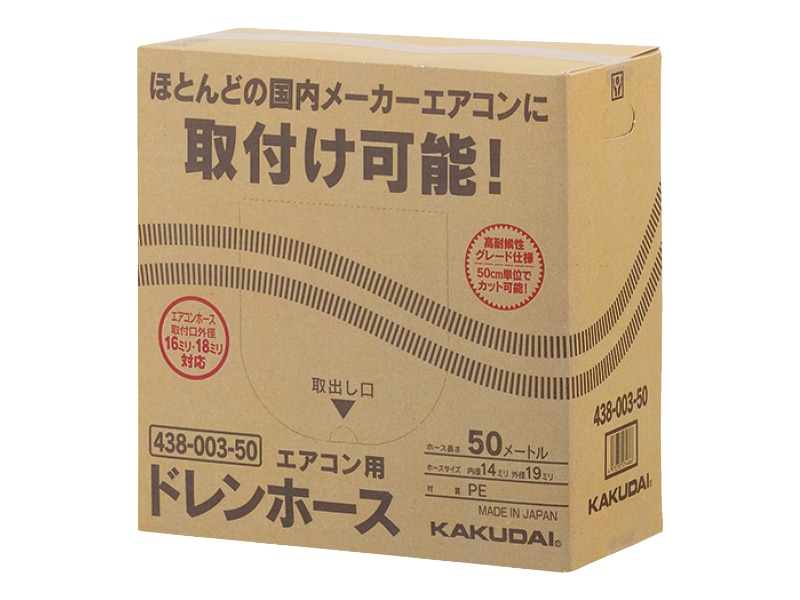 ほとんどの国内メーカーエアコンに
取付け可能!
高耐候性
グレード仕様
50cm単位で
カット可能!
エアコンホース
取付口外径
16ミリ・18ミリ
対応
取出し口
438-003-50
エアコン用
ドレンホース
ホース長さ 50メートル
ホースサイズ 内径14ミリ 外径19ミリ
材質 PE
MADE IN JAPAN
KAKUDAI
438-003-50
KAKUDAI